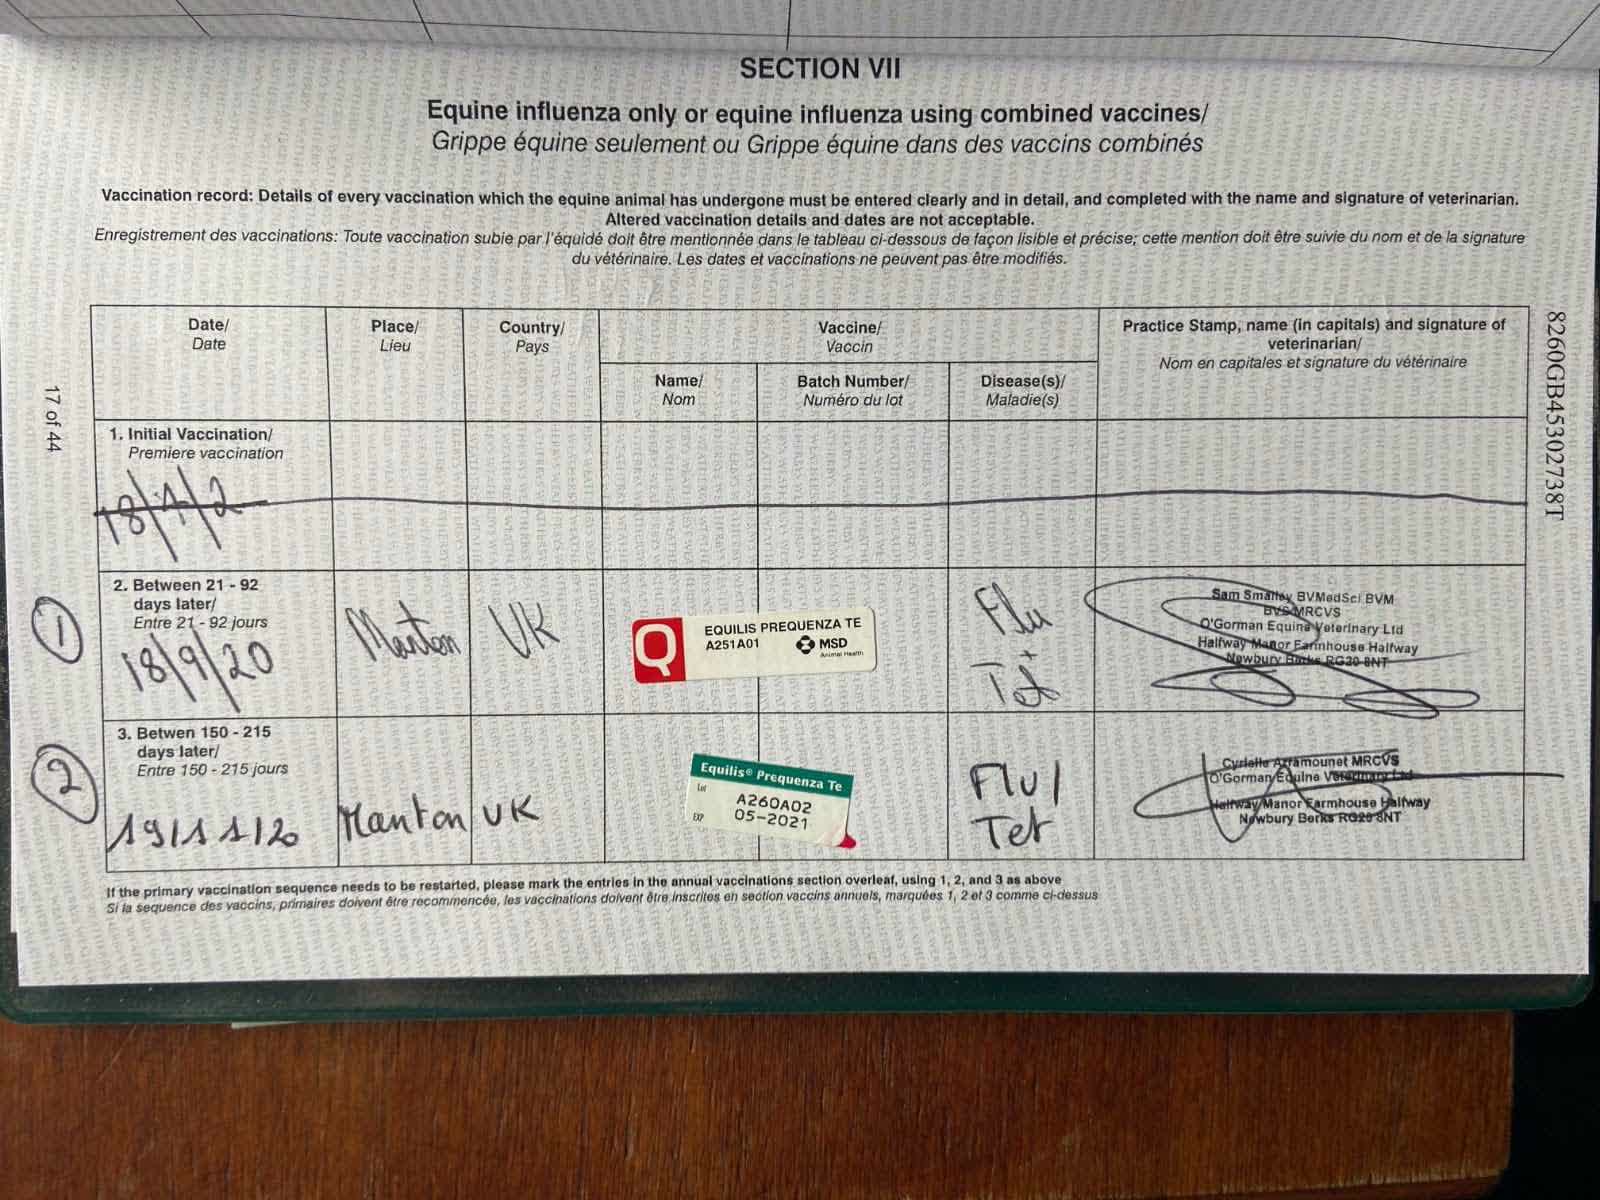 SECTION VII
Equine influenza only or equine influenza using combined vaccines/
Grippe équine seulement ou Grippe équine dans des vaccins combinés
Vaccination record: Details of every vaccination which the equine animal has undergone must be entered clearly and in detail, and completed with the name and signature of veterinarian.
Altered vaccination details and dates are not acceptable.
Enregistrement des vaccinations: Toute vaccination subie par l'équidé doit être mentionnée dans le tableau ci-dessous de façon lisible et précise; cette mention doit être suivie du nom et de la signature
du vétérinaire. Les dates et vaccinations ne peuvent pas être modifiés.
Date/
Date
Place/
Lieu
Country/
Pays
Vaccine/
Vaccin
Name/
Nom
Batch Number/
Numéro du lot
Disease(s)/
Maladie(s)
Practice Stamp, name (in capitals) and signature of
veterinarian/
Nom en capitales et signature du vétérinaire
17 of 44
8260GB45302738T
1. Initial Vaccination/
Premiere vaccination
1
2. Between 21 - 92
days later/
Entre 21 - 92 jours
18/9/20
Manton
UK
Q
EQUILIS PREQUENZA TE
A251A01
MSD
Animal Health
Flu
+
Tet
Sam Smalley BVMedSci BVM
BVS MRCVS
O'Gorman Equine Veterinary Ltd
Halfway Manor Farmhouse Halfway
Newbury Berks RG20 8NT
2
3. Betwen 150 - 215
days later/
Entre 150 - 215 jours
19/11/20
Manton
UK
Equilis® Prequenza Te
Lot
A260A02
EXP
05-2021
Flu/
Tet
Cyrielle MRCVS
O'Gorman Equine Veterinary Ltd
Halfway Manor Farmhouse Halfway
Newbury Berks RG20 8NT
If the primary vaccination sequence needs to be restarted, please mark the entries in the annual vaccinations section overleaf, using 1, 2, and 3 as above
Si la sequence des vaccins, primaires doivent être recommencée, les vaccinations doivent être inscrites en section vaccins annuels, marquées 1, 2 et 3 comme ci-dessus